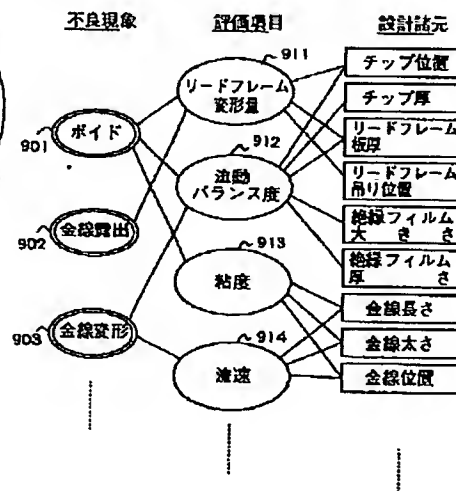 不良現象
評価項目
設計諸元
901
ボイド
902
金線露出
903
金線変形
911
リードフレーム
変形量
912
流動
バランス度
913
粘度
914
流速
チップ位置
チップ厚
リードフレーム
板厚
リードフレーム
吊り位置
絶縁フィルム
大きさ
絶縁フィルム
厚さ
金線長さ
金線太さ
金線位置